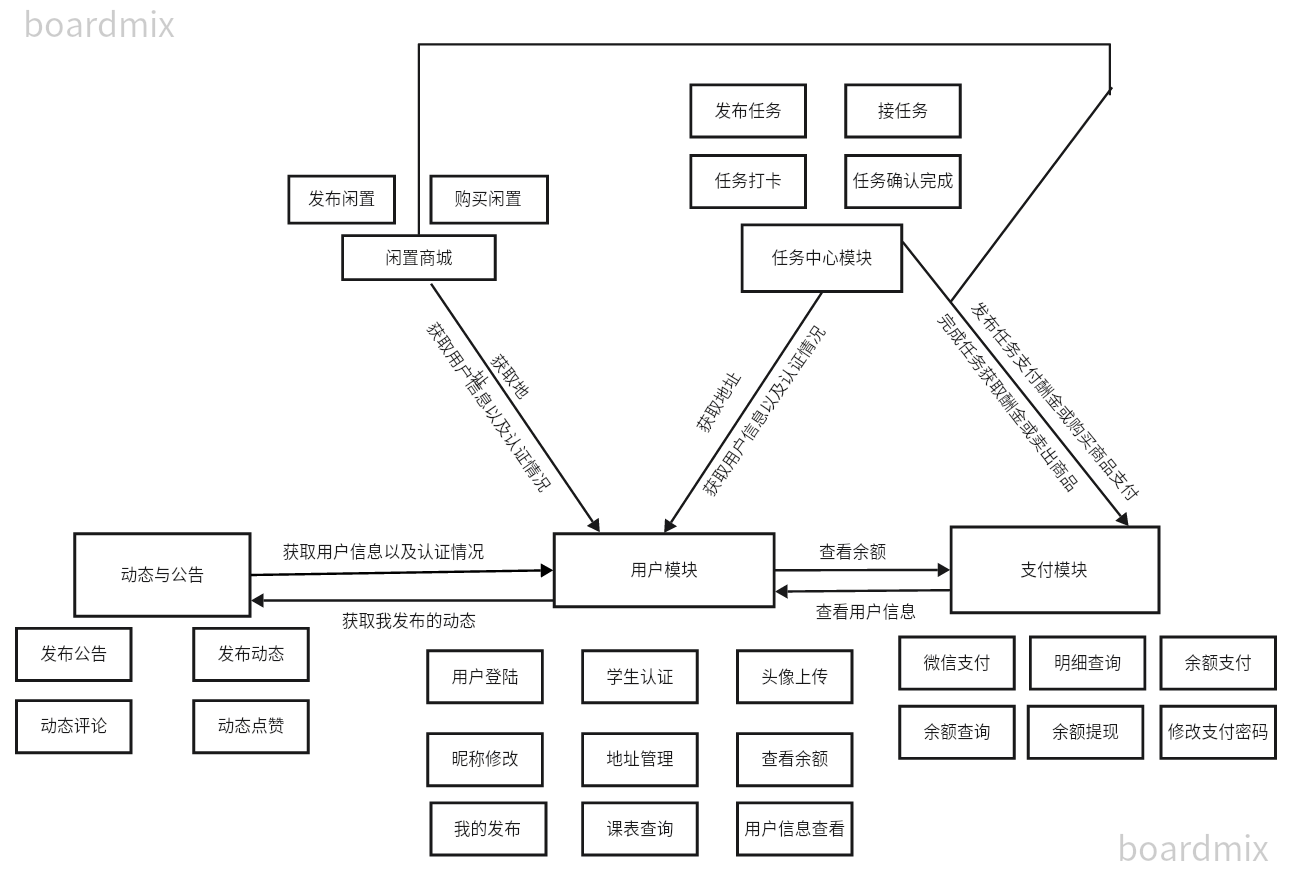 boardmix
发布任务
接任务
任务打卡
任务确认完成
发布闲置
购买闲置
闲置商城
任务中心模块
获取地
址
获取用户信息以及认证情况
获取地址
获取用户信息以及认证情况
发布任务支付酬金或购买商品支付
完成任务获取酬金或卖出商品
动态与公告
获取用户信息以及认证情况
获取我发布的动态
用户模块
查看余额
查看用户信息
支付模块
发布公告
发布动态
动态评论
动态点赞
用户登陆
学生认证
头像上传
昵称修改
地址管理
查看余额
我的发布
课表查询
用户信息查看
微信支付
明细查询
余额支付
余额查询
余额提现
修改支付密码
boardmix